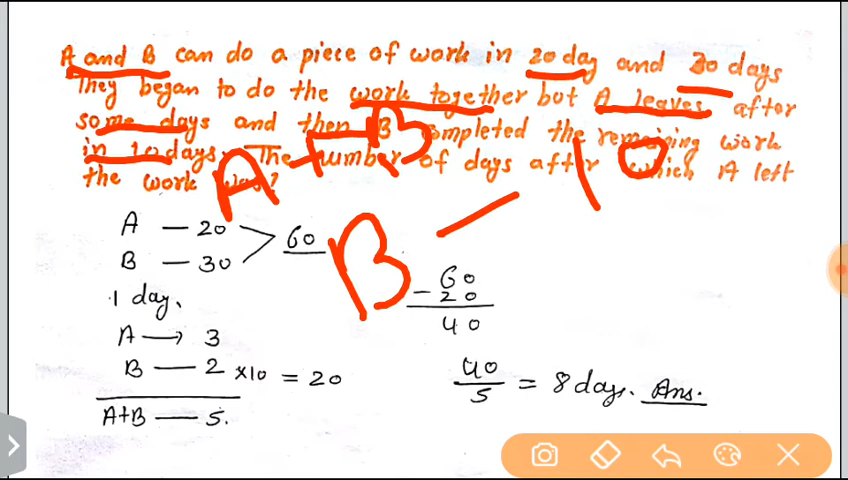 A and B can do a piece of work in 20 day and 30 days
They began to do the work together but A leaves after
some days and then B completed the remaining work
in 10 days. The number of days after which A left
the work was?
A + B
10
B —
A — 20
B — 30
60
1 day.
A → 3
B — 2 ×10 = 20
A+B — 5.
60
- 20
40
40/5 = 8 days. Ans.